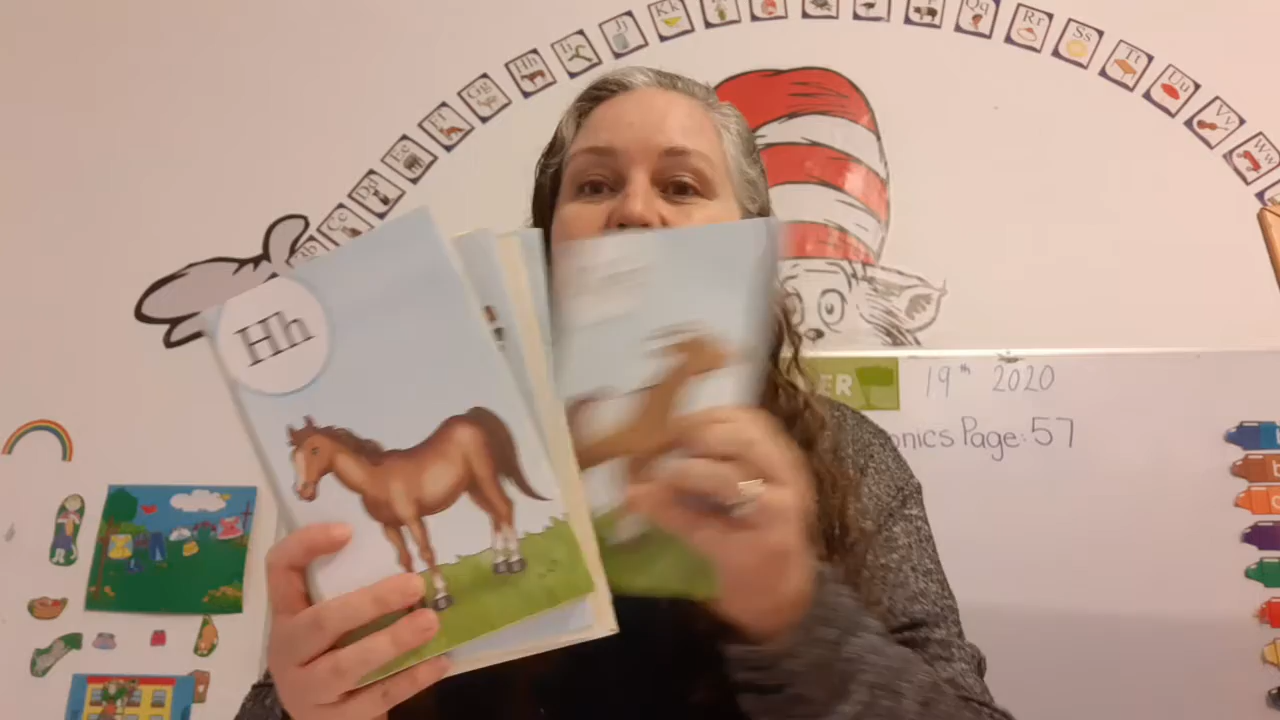 Cc
Dd
Ee
Ff
Gg
Hh
Ii
Jj
Kk
Qq
Rr
Ss
Tt
Uu
Vv
Ww
Hh
ER
19th 2020
onics Page: 57